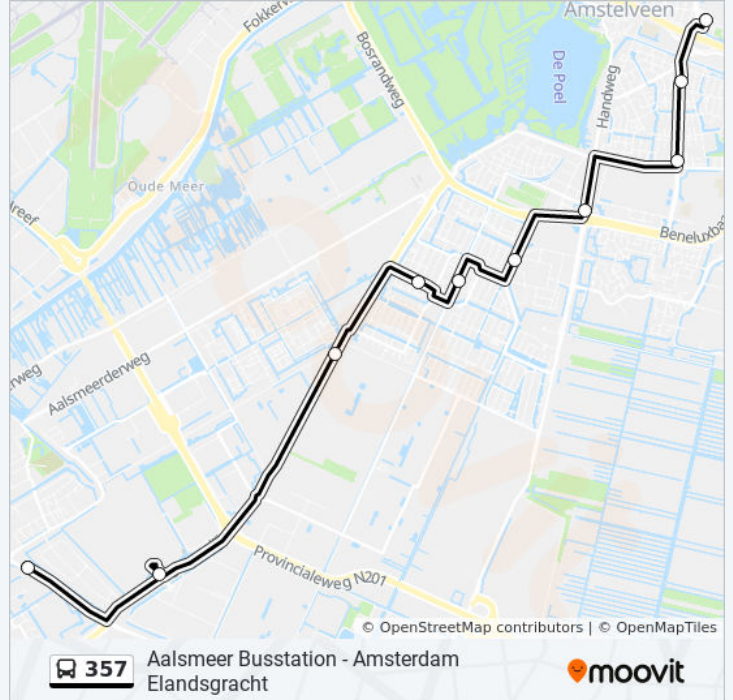 Amstelveen
Fokkerw
Bosrandweg
De Poel
Handweg
Oude Meer
reef
Beneluxba
rweg
Aalsmeerderweg
Provincialeweg N201
© OpenStreetMap contributors | © OpenMapTiles
357
Aalsmeer Busstation - Amsterdam
Elandsgracht
moovit